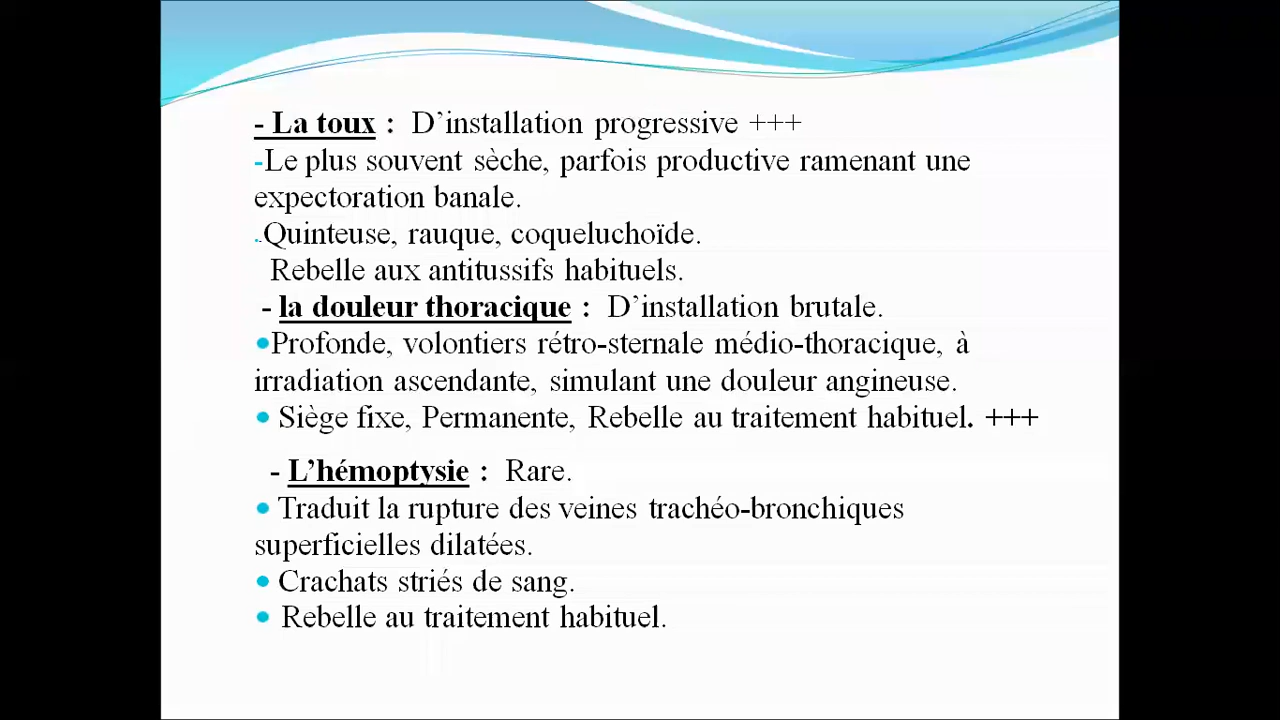 - La toux : D’installation progressive +++
-Le plus souvent sèche, parfois productive ramenant une
expectoration banale.
.Quinteuse, rauque, coqueluchoïde.
Rebelle aux antitussifs habituels.
- la douleur thoracique : D’installation brutale.
•Profonde, volontiers rétro-sternale médio-thoracique, à
irradiation ascendante, simulant une douleur angineuse.
• Siège fixe, Permanente, Rebelle au traitement habituel. +++
- L’hémoptysie : Rare.
• Traduit la rupture des veines trachéo-bronchiques
superficielles dilatées.
• Crachats striés de sang.
• Rebelle au traitement habituel.